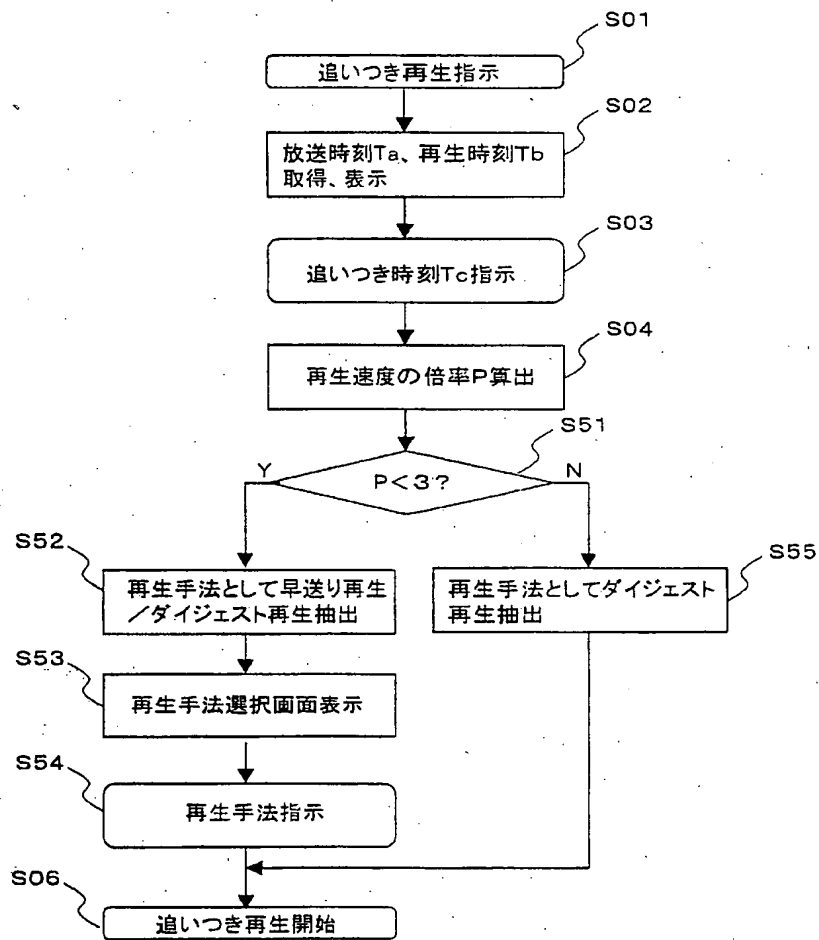 S01
追いつき再生指示
S02
放送時刻Ta、再生時刻Tb
取得、表示
S03
追いつき時刻Tc指示
S04
再生速度の倍率P算出
S51
Y
P<3?
N
S52
再生手法として早送り再生
/ダイジェスト再生抽出
S55
再生手法としてダイジェスト
再生抽出
S53
再生手法選択画面表示
S54
再生手法指示
S06
追いつき再生開始